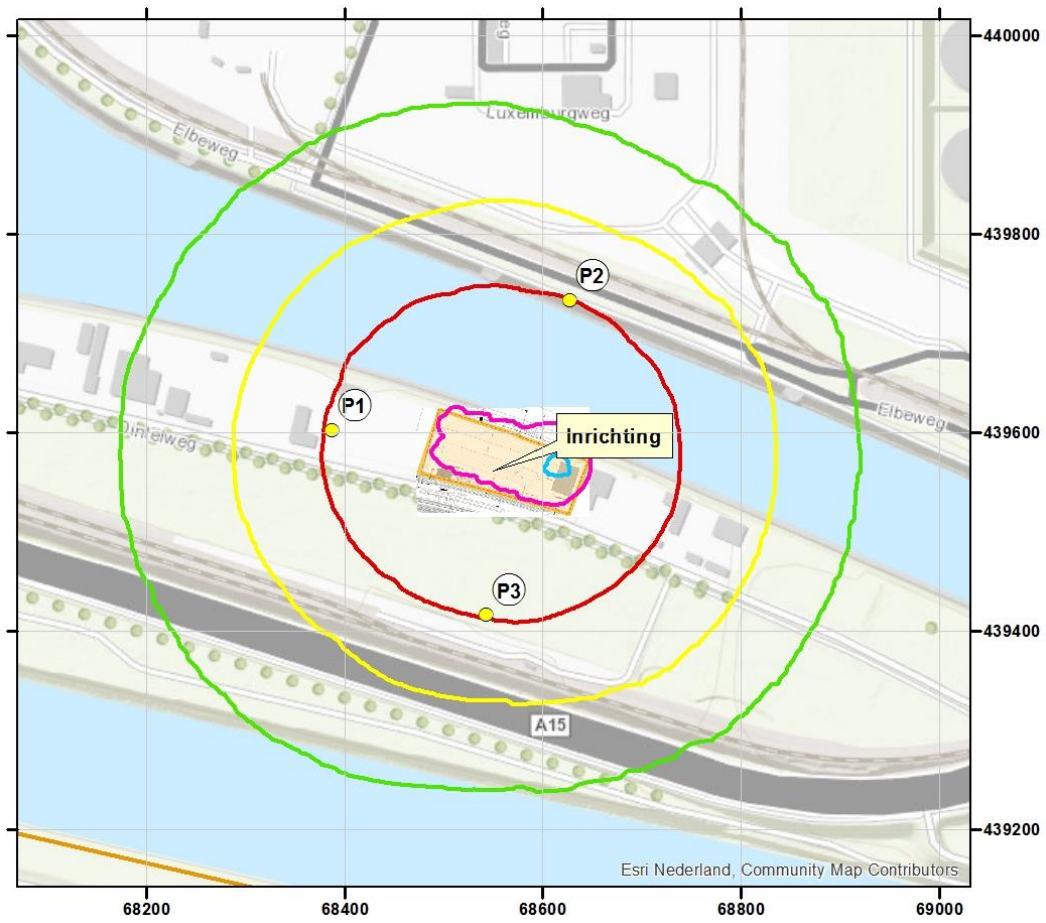 440000
Luxemburgweg
Elbeweg
439800
P2
P1
Dintelweg
inrichting
Elbeweg
439600
P3
439400
A15
439200
Esri Nederland, Community Map Contributors
68200 68400 68600 68800 69000